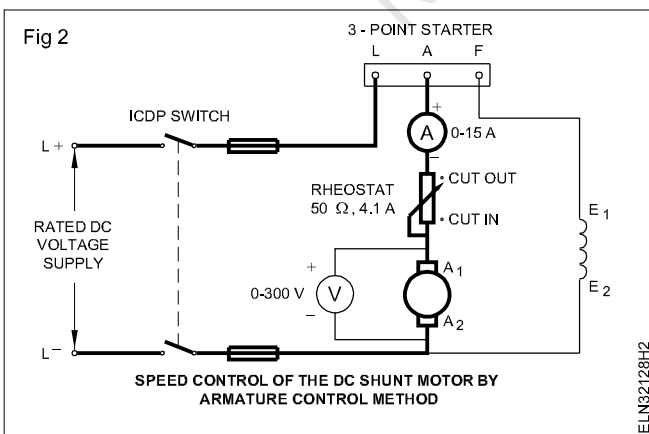 Fig 2
3 - POINT STARTER
L A F
ICDP SWITCH
L +
+
A 0-15 A
–
CUT OUT
RHEOSTAT
50 Ω, 4.1 A
CUT IN
RATED DC
VOLTAGE
SUPPLY
E1
E2
+
0-300 V V
–
A1
A2
L –
SPEED CONTROL OF THE DC SHUNT MOTOR BY
ARMATURE CONTROL METHOD
ELN32128H2